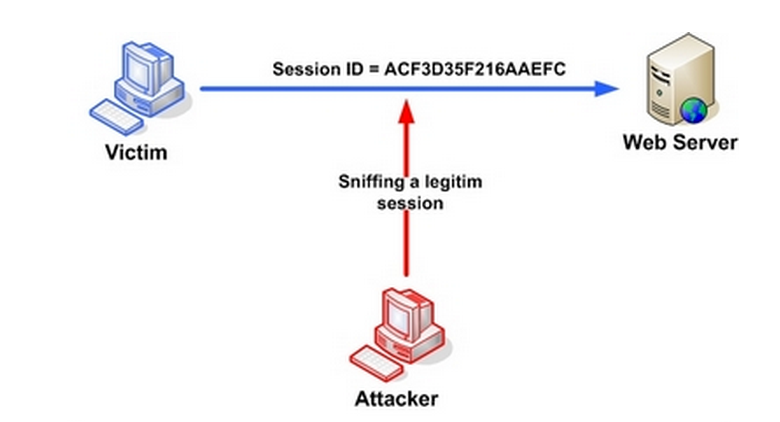 Session ID = ACF3D35F216AAEFC
Victim
Web Server
Sniffing a legitim
session
Attacker